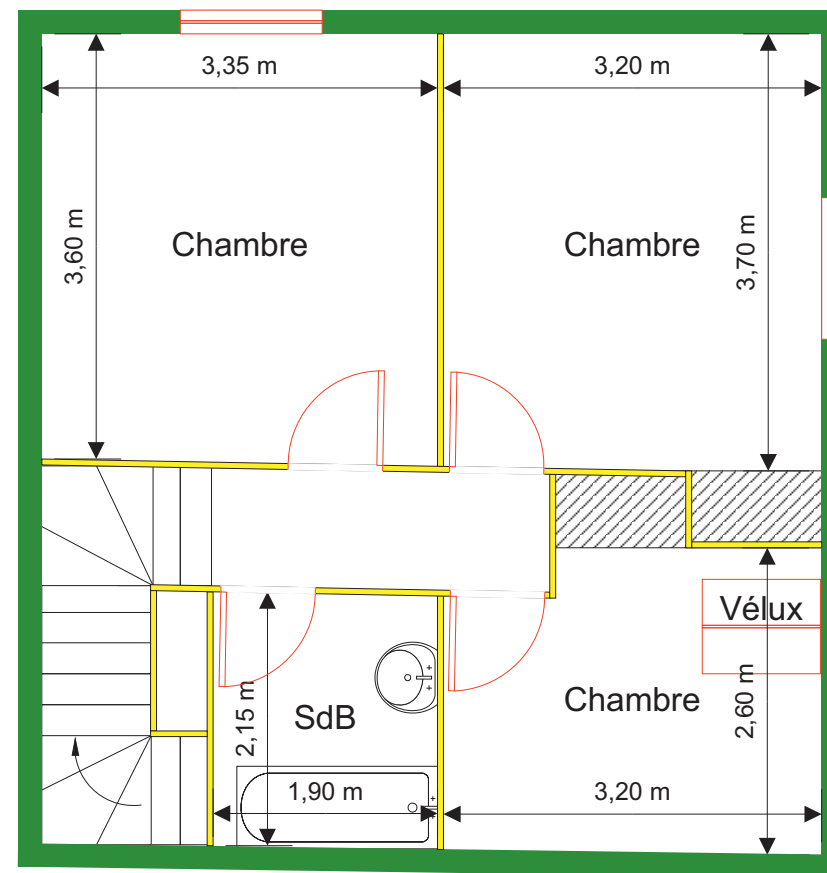 3,35 m
3,20 m
3,60 m
Chambre
Chambre
3,70 m
Vélux
2,15 m
SdB
Chambre
2,60 m
1,90 m
3,20 m